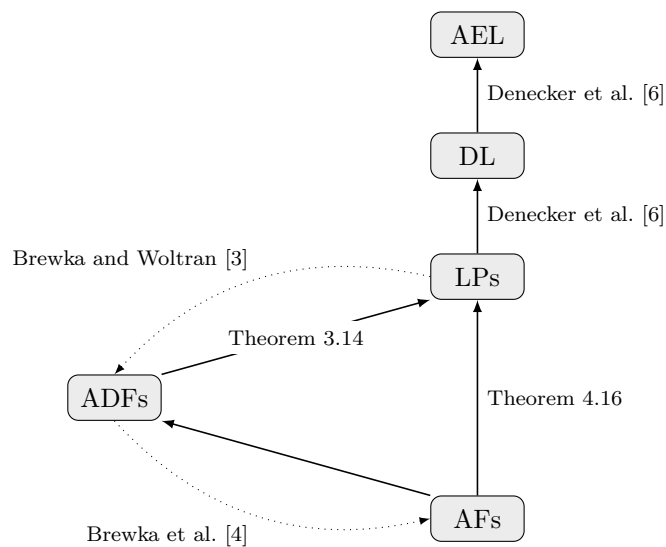 AEL
Denecker et al. [6]
DL
Denecker et al. [6]
Brewka and Woltran [3]
LPs
Theorem 3.14
ADFs
Theorem 4.16
Brewka et al. [4]
AFs